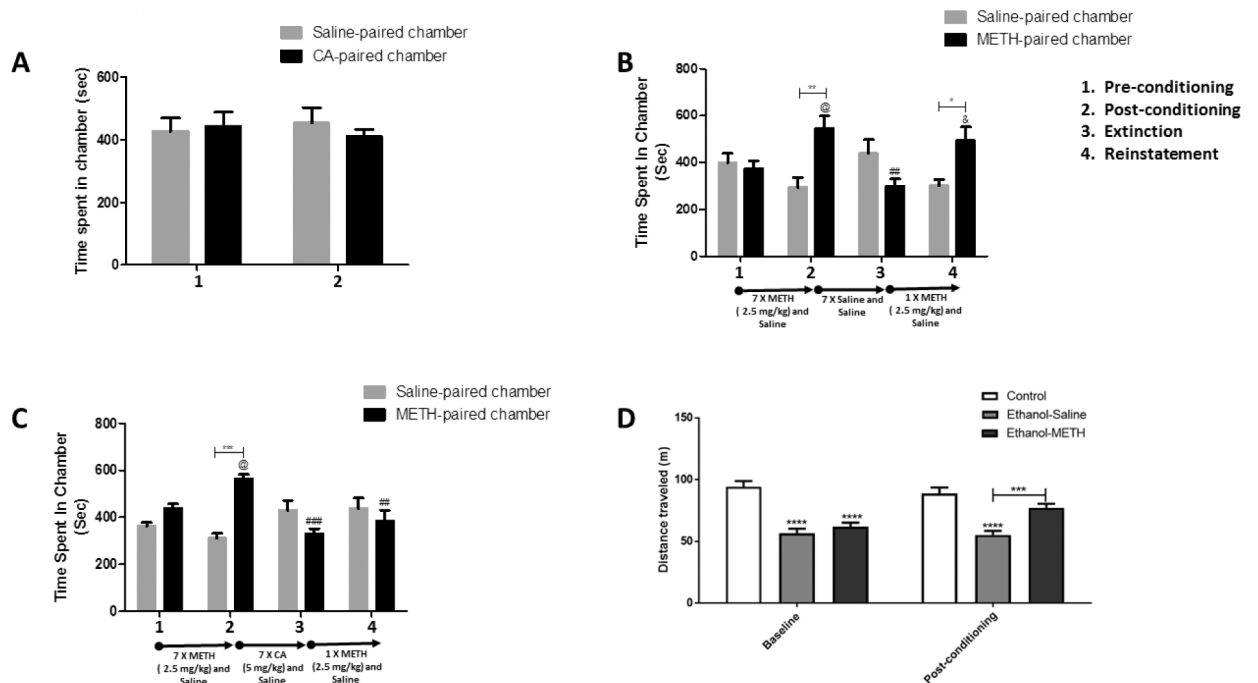 A
Saline-paired chamber
CA-paired chamber
Time spent in chamber (sec)
600
400
200
0
1
2
B
Saline-paired chamber
METH-paired chamber
Time Spent In Chamber
(Sec)
800
600
400
200
0
**
@
##
*
&
1
2
3
4
7 X METH
( 2.5 mg/kg) and
Saline
7 X Saline and
Saline
1 X METH
( 2.5 mg/kg) and
Saline
1. Pre-conditioning
2. Post-conditioning
3. Extinction
4. Reinstatement
C
Saline-paired chamber
METH-paired chamber
Time Spent In Chamber
(Sec)
800
600
400
200
0
***
@
###
##
1
2
3
4
7 X METH
( 2.5 mg/kg) and
Saline
7 X CA
(5 mg/kg) and
Saline
1 X METH
(2.5 mg/kg) and
Saline
D
Control
Ethanol-Saline
Ethanol-METH
Distance traveled (m)
150
100
50
0
****
****
****
***
Baseline
Post-conditioning